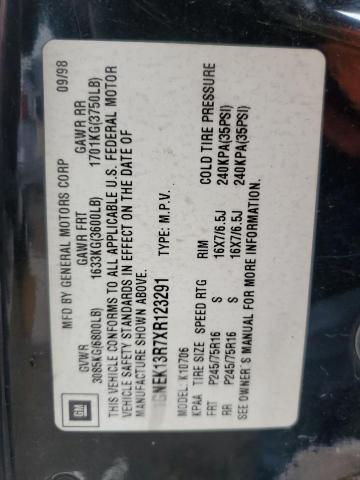 GM
MFD BY GENERAL MOTORS CORP 09/98
GVWR GAWR FRT GAWR RR
3085KG(6800LB) 1633KG(3600LB) 1701KG(3750LB)
THIS VEHICLE CONFORMS TO ALL APPLICABLE U.S. FEDERAL MOTOR
VEHICLE SAFETY STANDARDS IN EFFECT ON THE DATE OF
MANUFACTURE SHOWN ABOVE.
1GNEK13R7XR123291 TYPE: M.P.V.
MODEL: K10706
KPAA TIRE SIZE SPEED RTG RIM COLD TIRE PRESSURE
FRT P245/75R16 S 16X7/6.5J 240KPA(35PSI)
RR P245/75R16 S 16X7/6.5J 240KPA(35PSI)
SEE OWNER'S MANUAL FOR MORE INFORMATION.